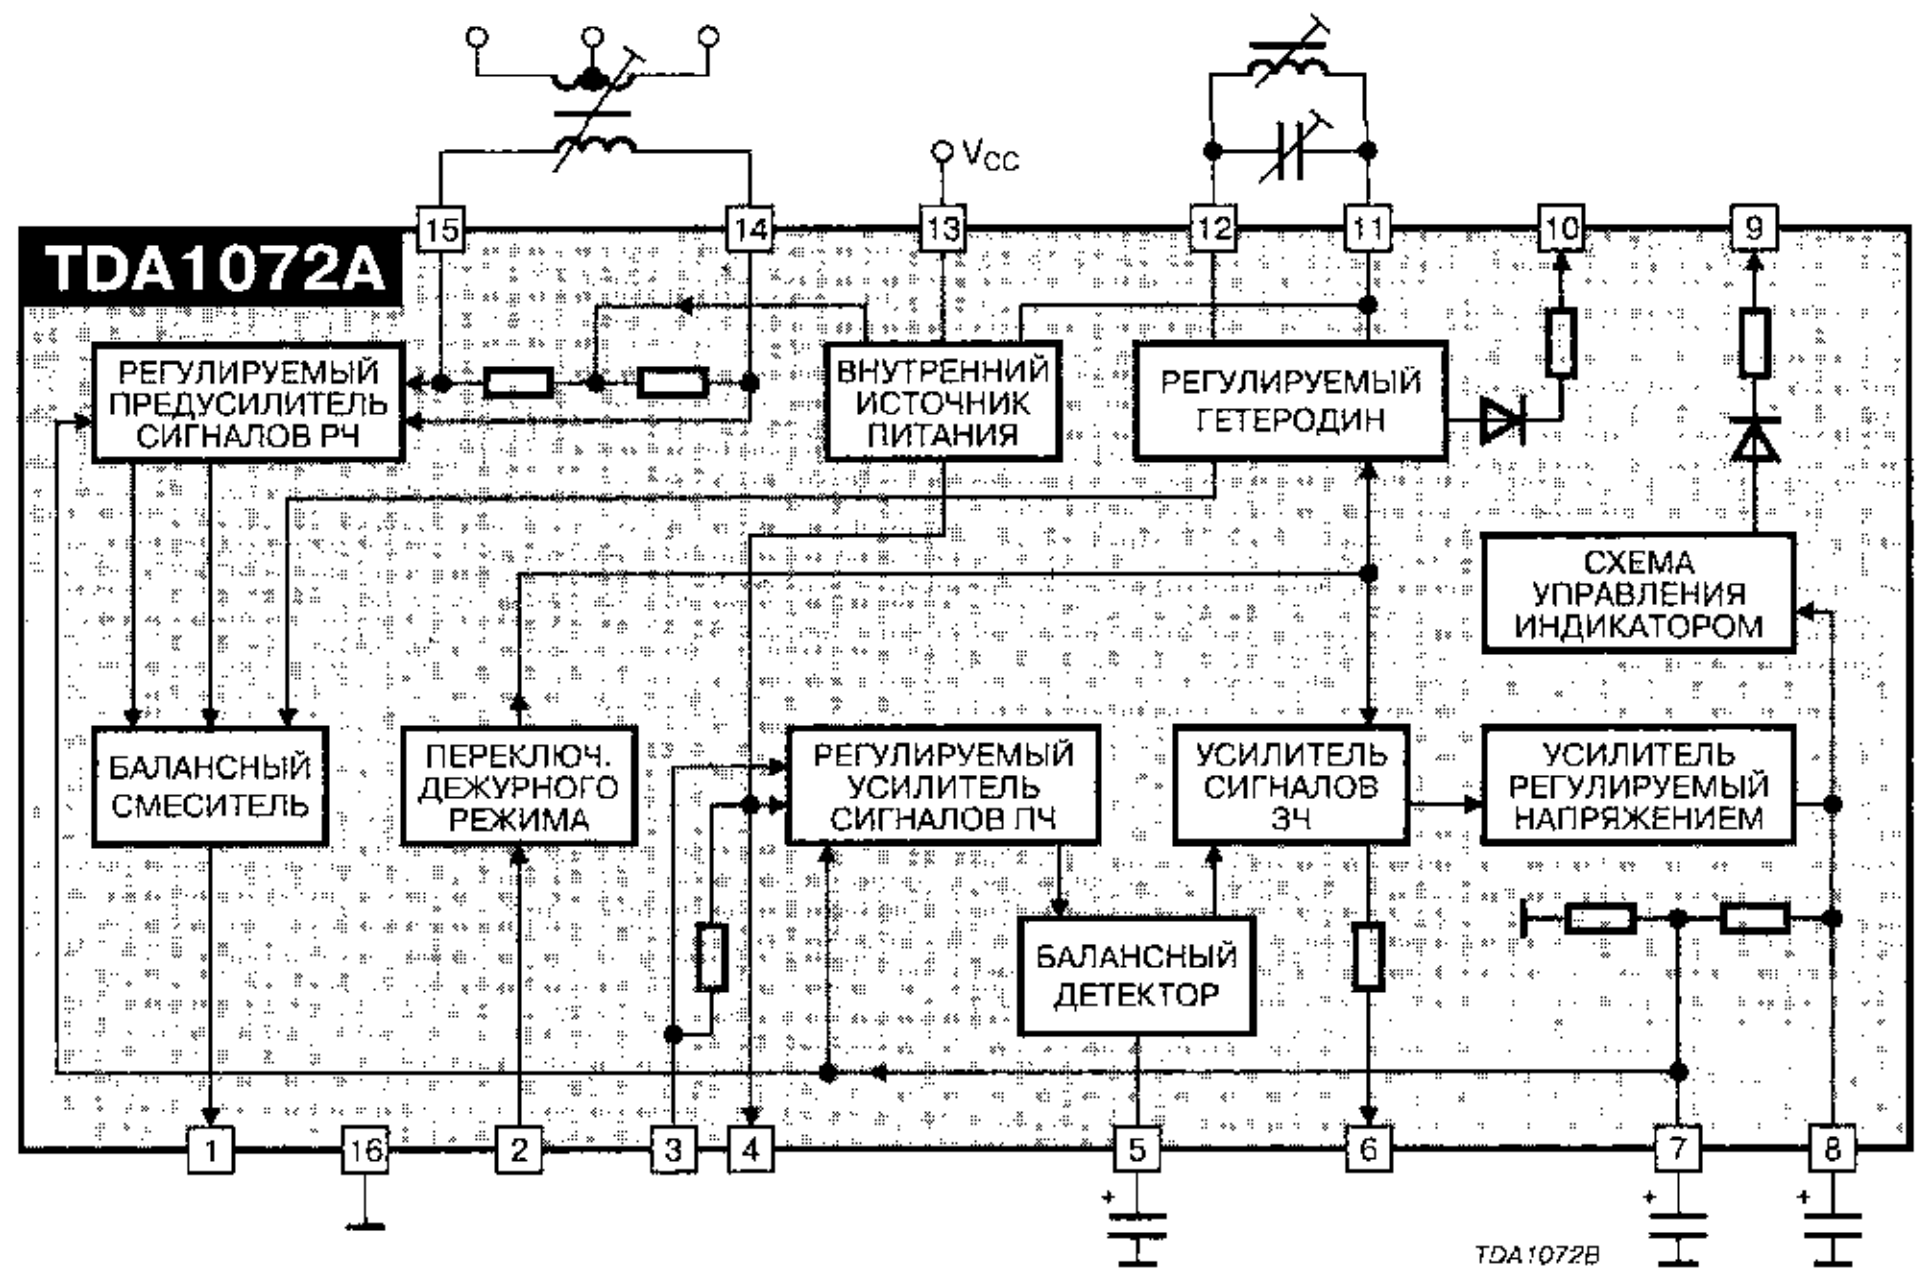 VCC
15
14
13
12
11
10
9
TDA1072A
РЕГУЛИРУЕМЫЙ
ПРЕДУСИЛИТЕЛЬ
СИГНАЛОВ РЧ
ВНУТРЕННИЙ
ИСТОЧНИК
ПИТАНИЯ
РЕГУЛИРУЕМЫЙ
ГЕТЕРОДИН
СХЕМА
УПРАВЛЕНИЯ
ИНДИКАТОРОМ
БАЛАНСНЫЙ
СМЕСИТЕЛЬ
ПЕРЕКЛЮЧ.
ДЕЖУРНОГО
РЕЖИМА
РЕГУЛИРУЕМЫЙ
УСИЛИТЕЛЬ
СИГНАЛОВ ПЧ
УСИЛИТЕЛЬ
СИГНАЛОВ
ЗЧ
УСИЛИТЕЛЬ
РЕГУЛИРУЕМЫЙ
НАПРЯЖЕНИЕМ
БАЛАНСНЫЙ
ДЕТЕКТОР
1
16
2
3
4
5
6
7
8
+
+
+
TDA1072B